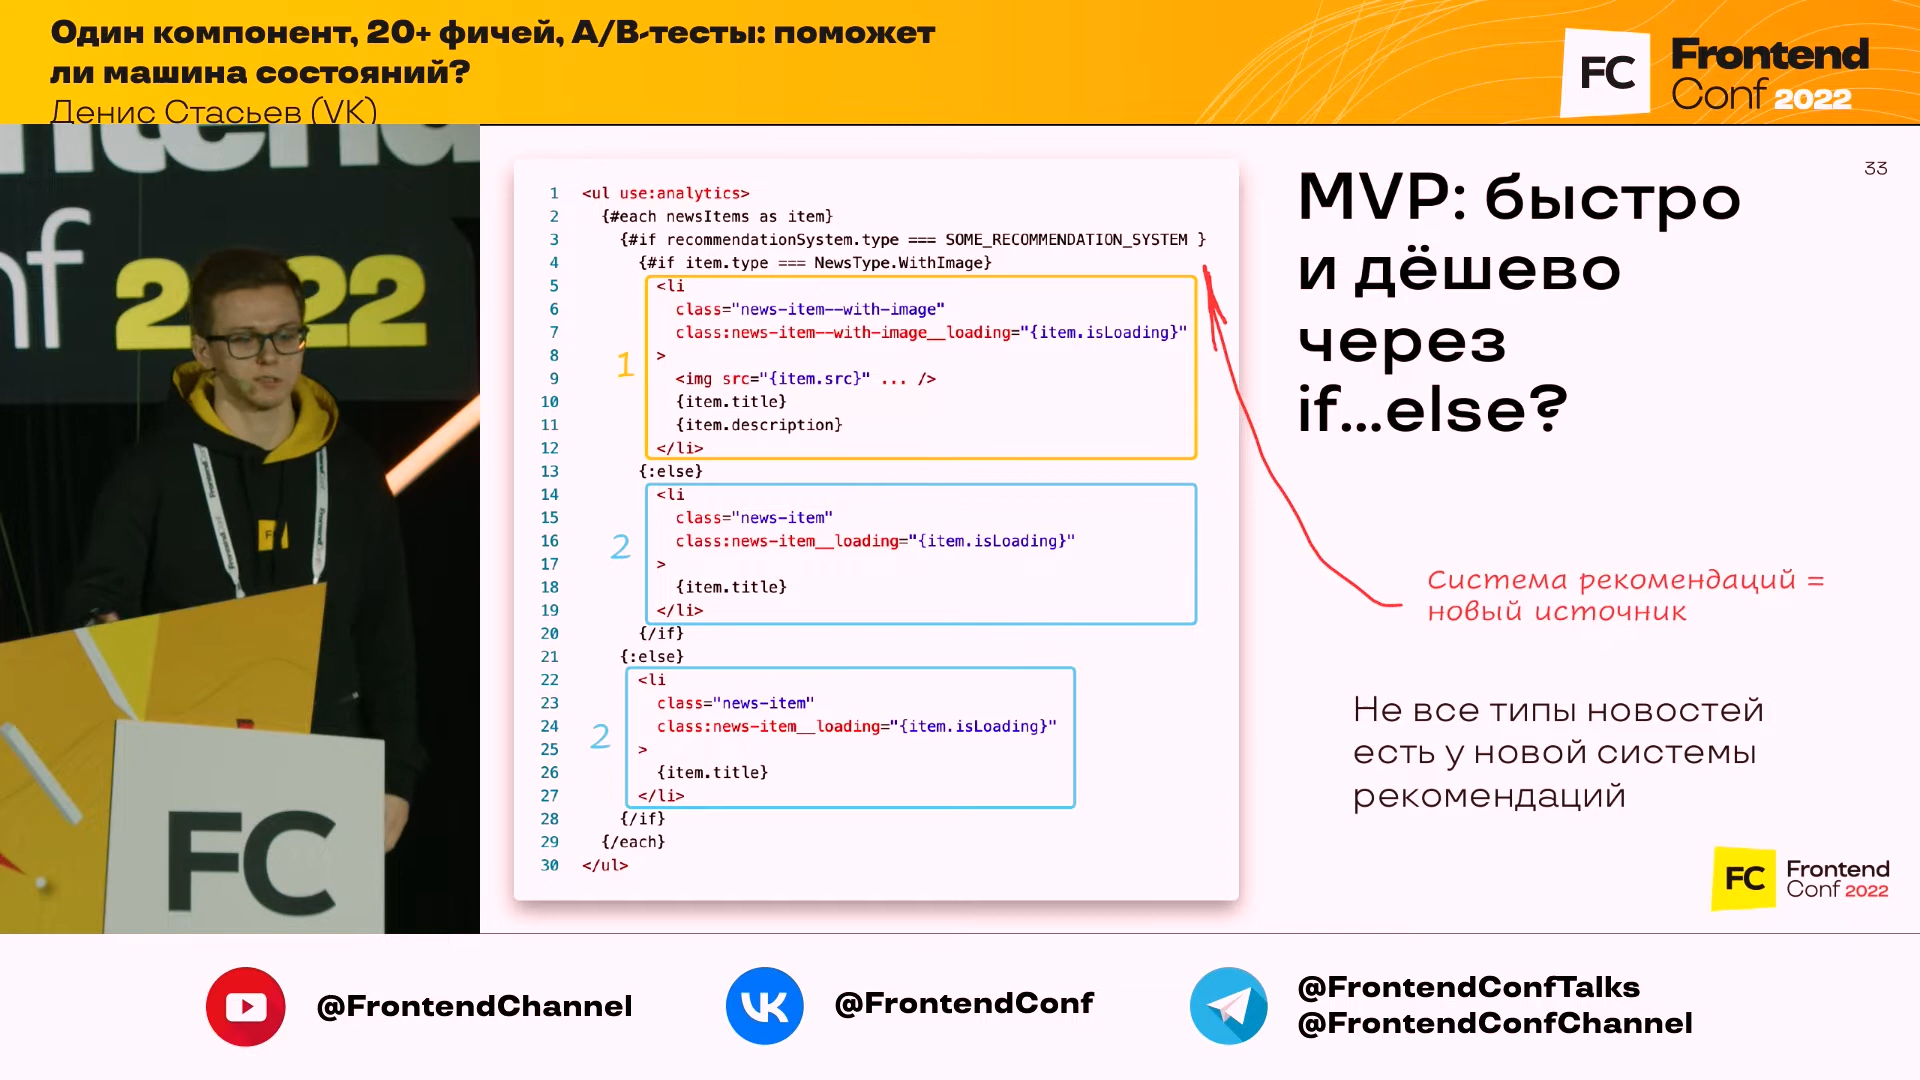 Один компонент, 20+ фичей, A/B-тесты: поможет
ли машина состояний?
Денис Стасьев (VK)
FC
Frontend
Conf 2022
2022
FC
33
MVP: быстро
и дёшево
через
if...else?
1 <ul use:analytics>
2 {#each newsItems as item}
3 {#if recommendationSystem.type === SOME_RECOMMENDATION_SYSTEM }
4 {#if item.type === NewsType.WithImage}
5 <li
6 class="news-item--with-image"
7 class:news-item--with-image__loading="{item.isLoading}"
8 >
9 <img src="{item.src}" ... />
10 {item.title}
11 {item.description}
12 </li>
13 {:else}
14 <li
15 class="news-item"
16 class:news-item__loading="{item.isLoading}"
17 >
18 {item.title}
19 </li>
20 {/if}
21 {:else}
22 <li
23 class="news-item"
24 class:news-item__loading="{item.isLoading}"
25 >
26 {item.title}
27 </li>
28 {/if}
29 {/each}
30 </ul>
1
2
2
Система рекомендаций =
новый источник
Не все типы новостей
есть у новой системы
рекомендаций
FC
Frontend
Conf 2022
@FrontendChannel
VK
@FrontendConf
@FrontendConfTalks
@FrontendConfChannel